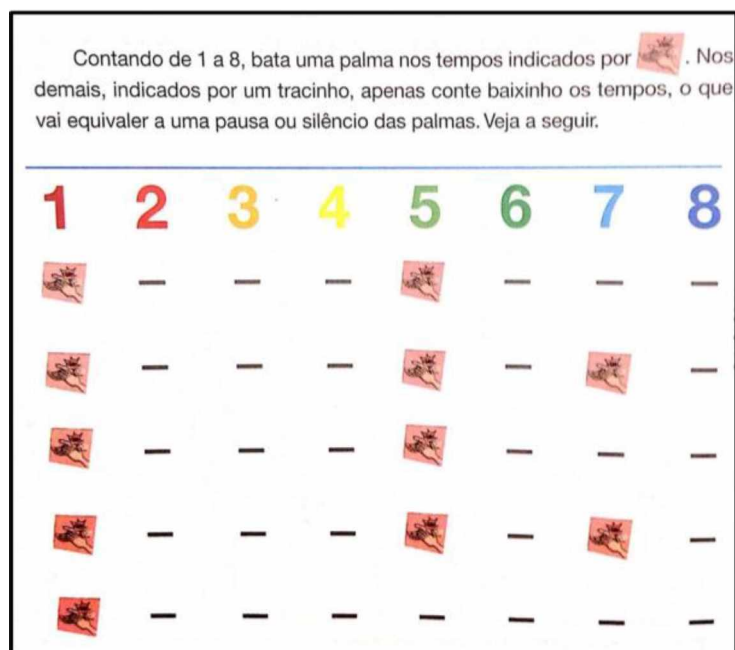 Contando de 1 a 8, bata uma palma nos tempos indicados por . Nos
demais, indicados por um tracinho, apenas conte baixinho os tempos, o que
vai equivaler a uma pausa ou silêncio das palmas. Veja a seguir.
1 2 3 4 5 6 7 8
— — — — — —
— — — — —
— — — — — —
— — — — —
— — — — — — —